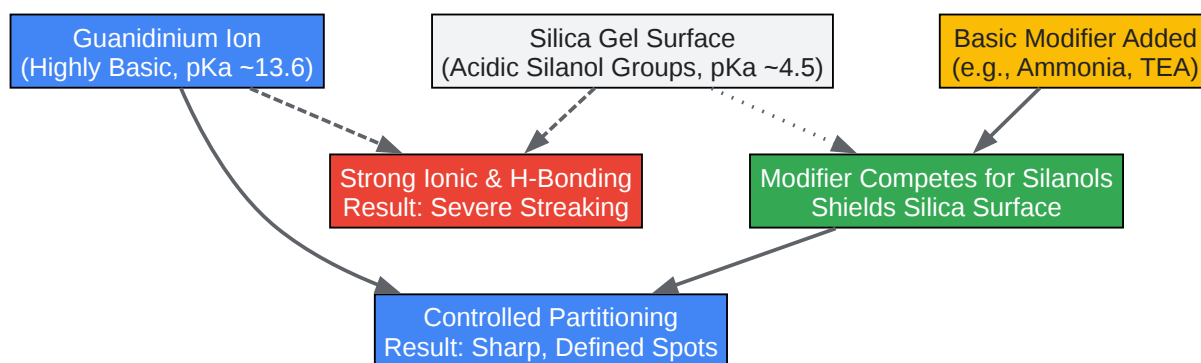 Guanidinium Ion
(Highly Basic, pKa ~13.6)
Silica Gel Surface
(Acidic Silanol Groups, pKa ~4.5)
Basic Modifier Added
(e.g., Ammonia, TEA)
Strong Ionic & H-Bonding
Result: Severe Streaking
Modifier Competes for Silanols
Shields Silica Surface
Controlled Partitioning
Result: Sharp, Defined Spots